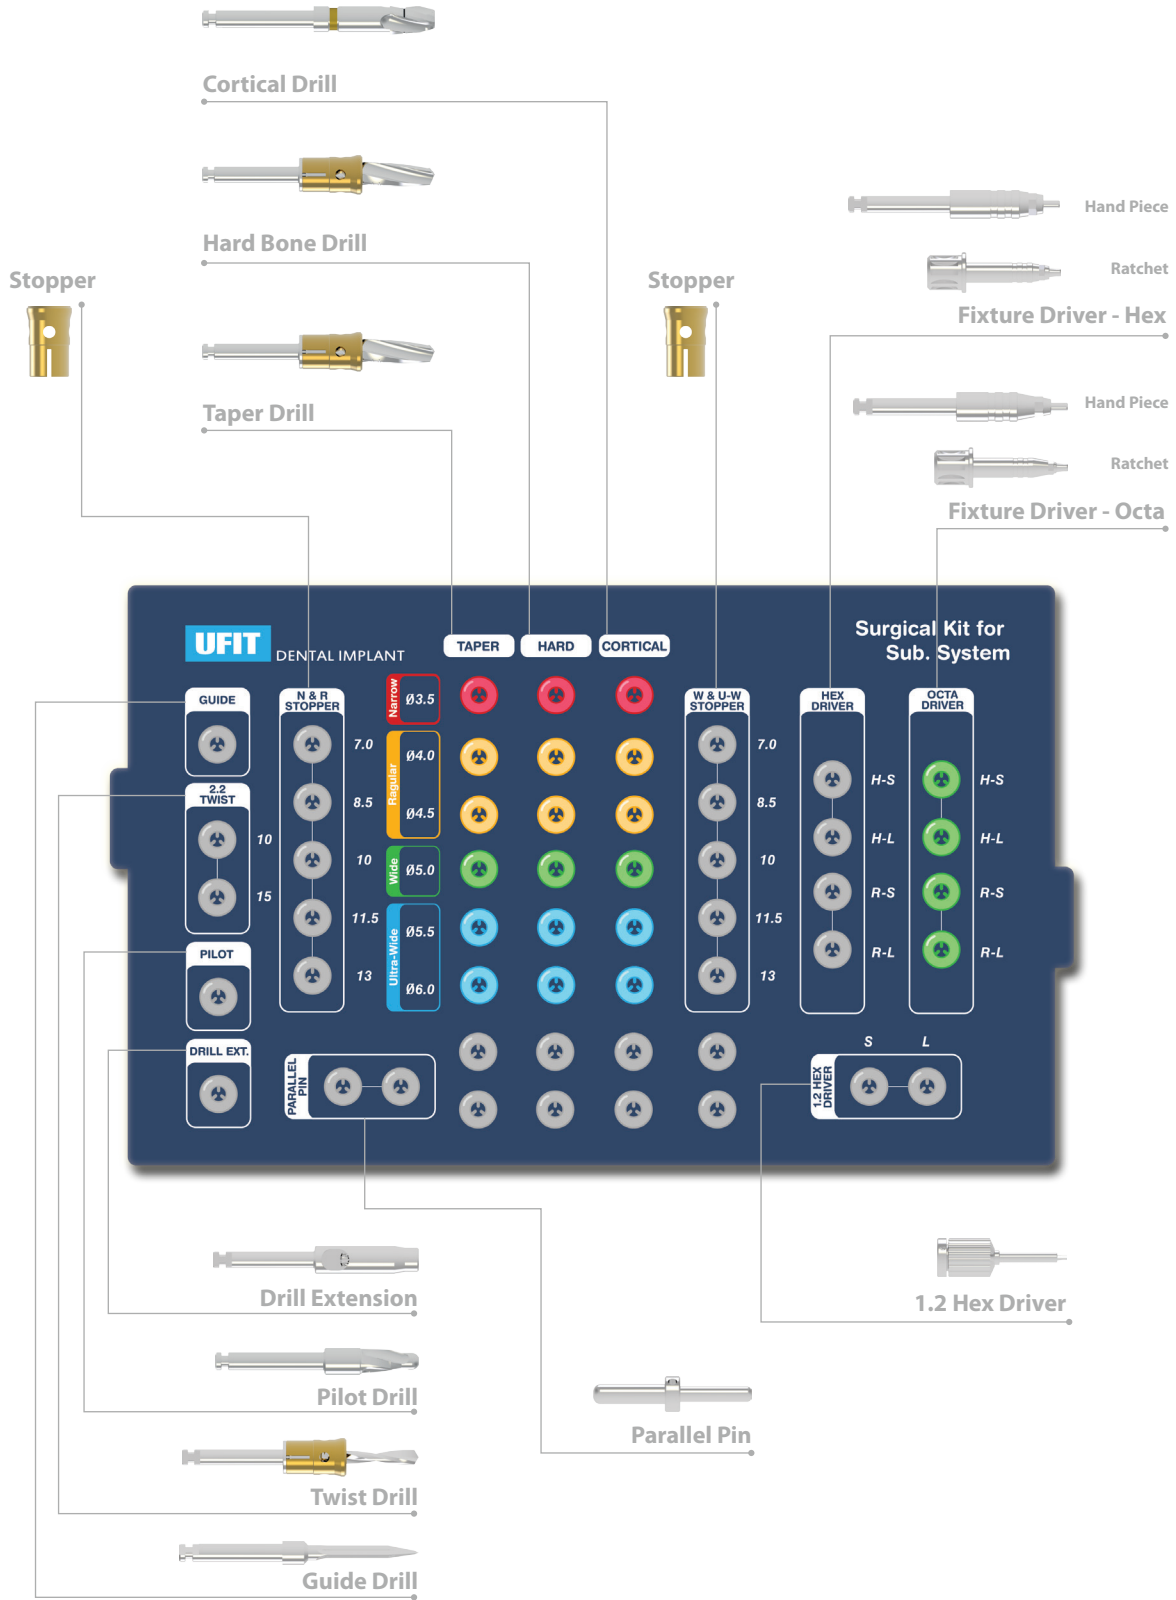 Cortical Drill
Hard Bone Drill
Stopper
Taper Drill
Stopper
Hand Piece
Ratchet
Fixture Driver - Hex
Hand Piece
Ratchet
Fixture Driver - Octa
UFIT DENTAL IMPLANT
TAPER
HARD
CORTICAL
Surgical Kit for
Sub. System
GUIDE
N & R
STOPPER
7.0
8.5
10
11.5
13
2.2
TWIST
10
15
PILOT
DRILL EXT.
PARALLEL
PIN
Narrow
Ø3.5
Ragular
Ø4.0
Ø4.5
Wide
Ø5.0
Ultra-Wide
Ø5.5
Ø6.0
W & U-W
STOPPER
7.0
8.5
10
11.5
13
HEX
DRIVER
H-S
H-L
R-S
R-L
OCTA
DRIVER
H-S
H-L
R-S
R-L
S
L
1.2 HEX
DRIVER
Drill Extension
Pilot Drill
Twist Drill
Guide Drill
Parallel Pin
1.2 Hex Driver